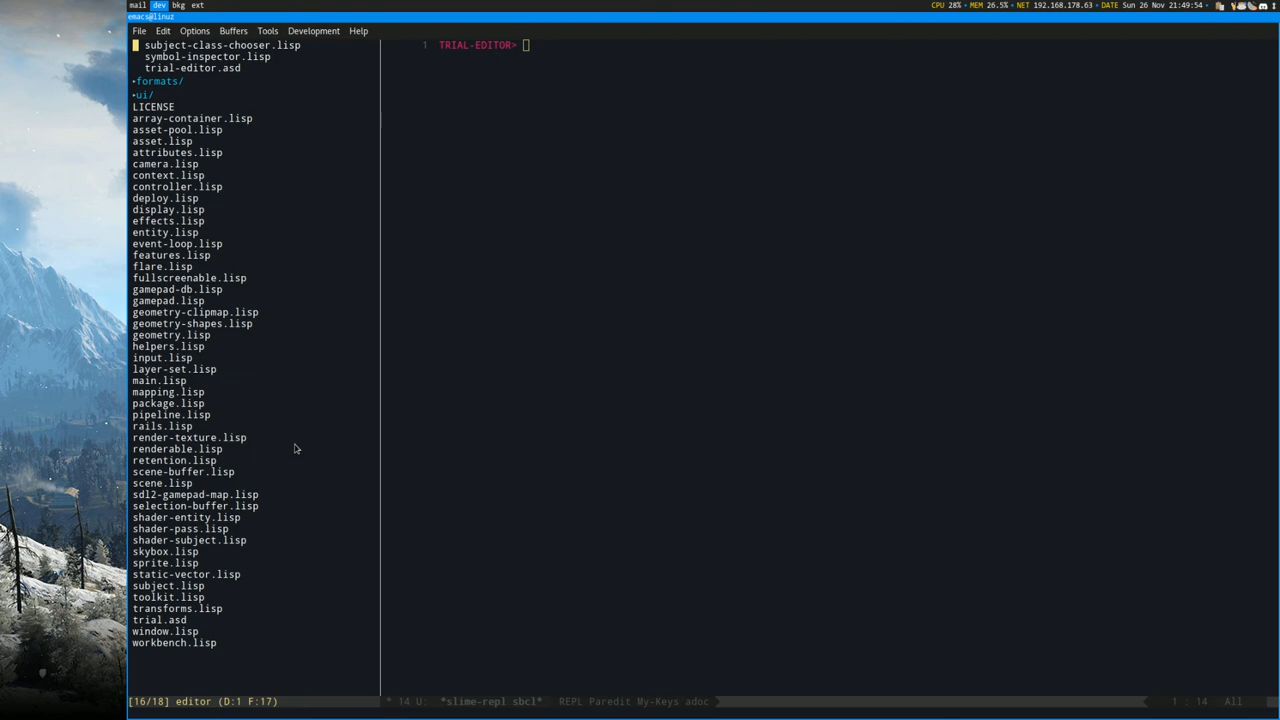 mail dev bkg ext
CPU 28% • MEM 26.5% • NET 192.168.178.63 • DATE Sun 26 Nov 21:49:54
emacs@linuz
File Edit Options Buffers Tools Development Help
subject-class-chooser.lisp
symbol-inspector.lisp
trial-editor.asd
formats/
ui/
LICENSE
array-container.lisp
asset-pool.lisp
asset.lisp
attributes.lisp
camera.lisp
context.lisp
controller.lisp
deploy.lisp
display.lisp
effects.lisp
entity.lisp
event-loop.lisp
features.lisp
flare.lisp
fullscreenable.lisp
gamepad-db.lisp
gamepad.lisp
geometry-clipmap.lisp
geometry-shapes.lisp
geometry.lisp
helpers.lisp
input.lisp
layer-set.lisp
main.lisp
mapping.lisp
package.lisp
pipeline.lisp
rails.lisp
render-texture.lisp
renderable.lisp
retention.lisp
scene-buffer.lisp
scene.lisp
sdl2-gamepad-map.lisp
selection-buffer.lisp
shader-entity.lisp
shader-pass.lisp
shader-subject.lisp
skybox.lisp
sprite.lisp
static-vector.lisp
subject.lisp
toolkit.lisp
transforms.lisp
trial.asd
window.lisp
workbench.lisp
[16/18] editor (D:1 F:17)
1 TRIAL-EDITOR>
* 14 U: *slime-repl sbcl* REPL Paredit My-Keys adoc 1 : 14 All